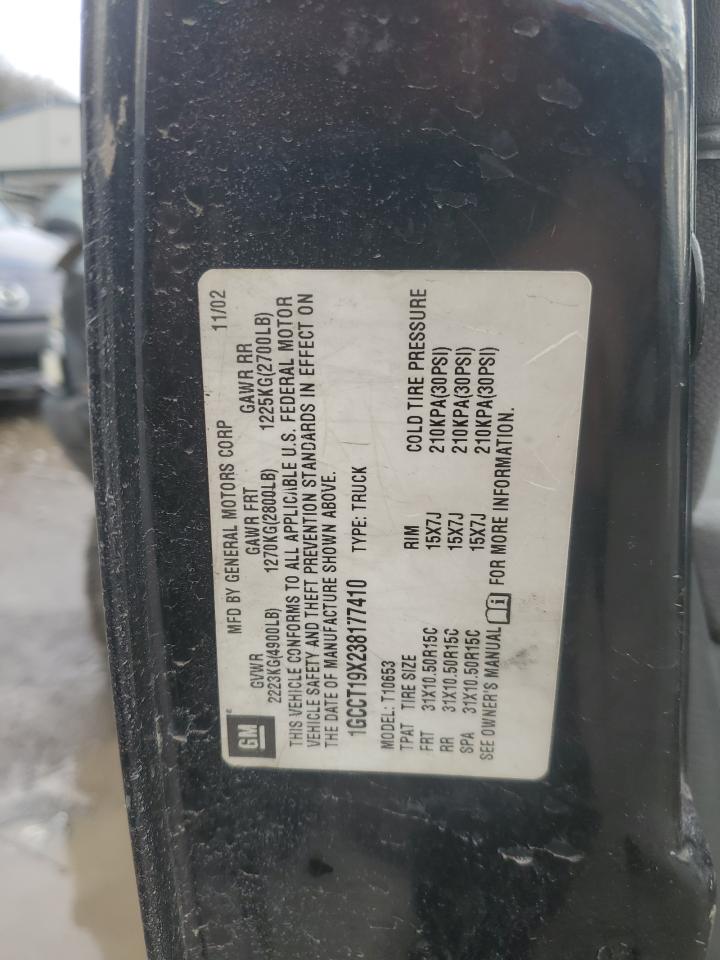 GM
MFD BY GENERAL MOTORS CORP 11/02
GVWR GAWR FRT GAWR RR
2223KG(4900LB) 1270KG(2800LB) 1225KG(2700LB)
THIS VEHICLE CONFORMS TO ALL APPLICABLE U.S. FEDERAL MOTOR
VEHICLE SAFETY AND THEFT PREVENTION STANDARDS IN EFFECT ON
THE DATE OF MANUFACTURE SHOWN ABOVE.
1GCCT19X238177410 TYPE: TRUCK
MODEL: T10653
TPAT TIRE SIZE RIM COLD TIRE PRESSURE
FRT 31X10.50R15C 15X7J 210KPA(30PSI)
RR 31X10.50R15C 15X7J 210KPA(30PSI)
SPA 31X10.50R15C 15X7J 210KPA(30PSI)
SEE OWNER'S MANUAL FOR MORE INFORMATION.